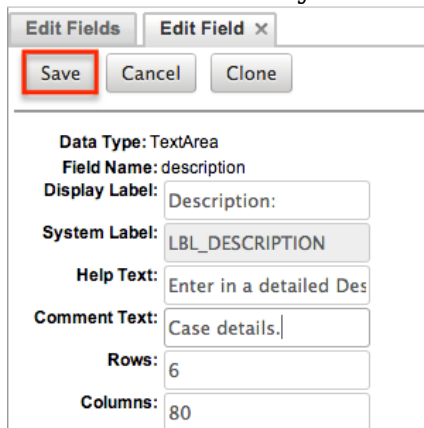 Edit Fields Edit Field ×
Save Cancel Clone
Data Type: TextArea
Field Name: description
Display Label: Description:
System Label: LBL_DESCRIPTION
Help Text: Enter in a detailed Des
Comment Text: Case details.
Rows: 6
Columns: 80